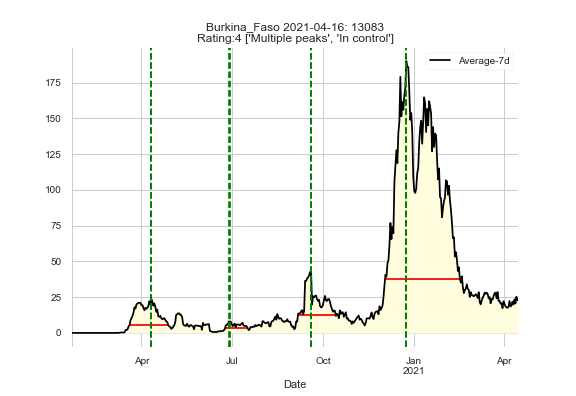 Burkina_Faso 2021-04-16: 13083
Rating:4 ['Multiple peaks', 'In control']
Average-7d
175
150
125
100
75
50
25
0
Apr
Jul
Oct
Jan
2021
Apr
Date